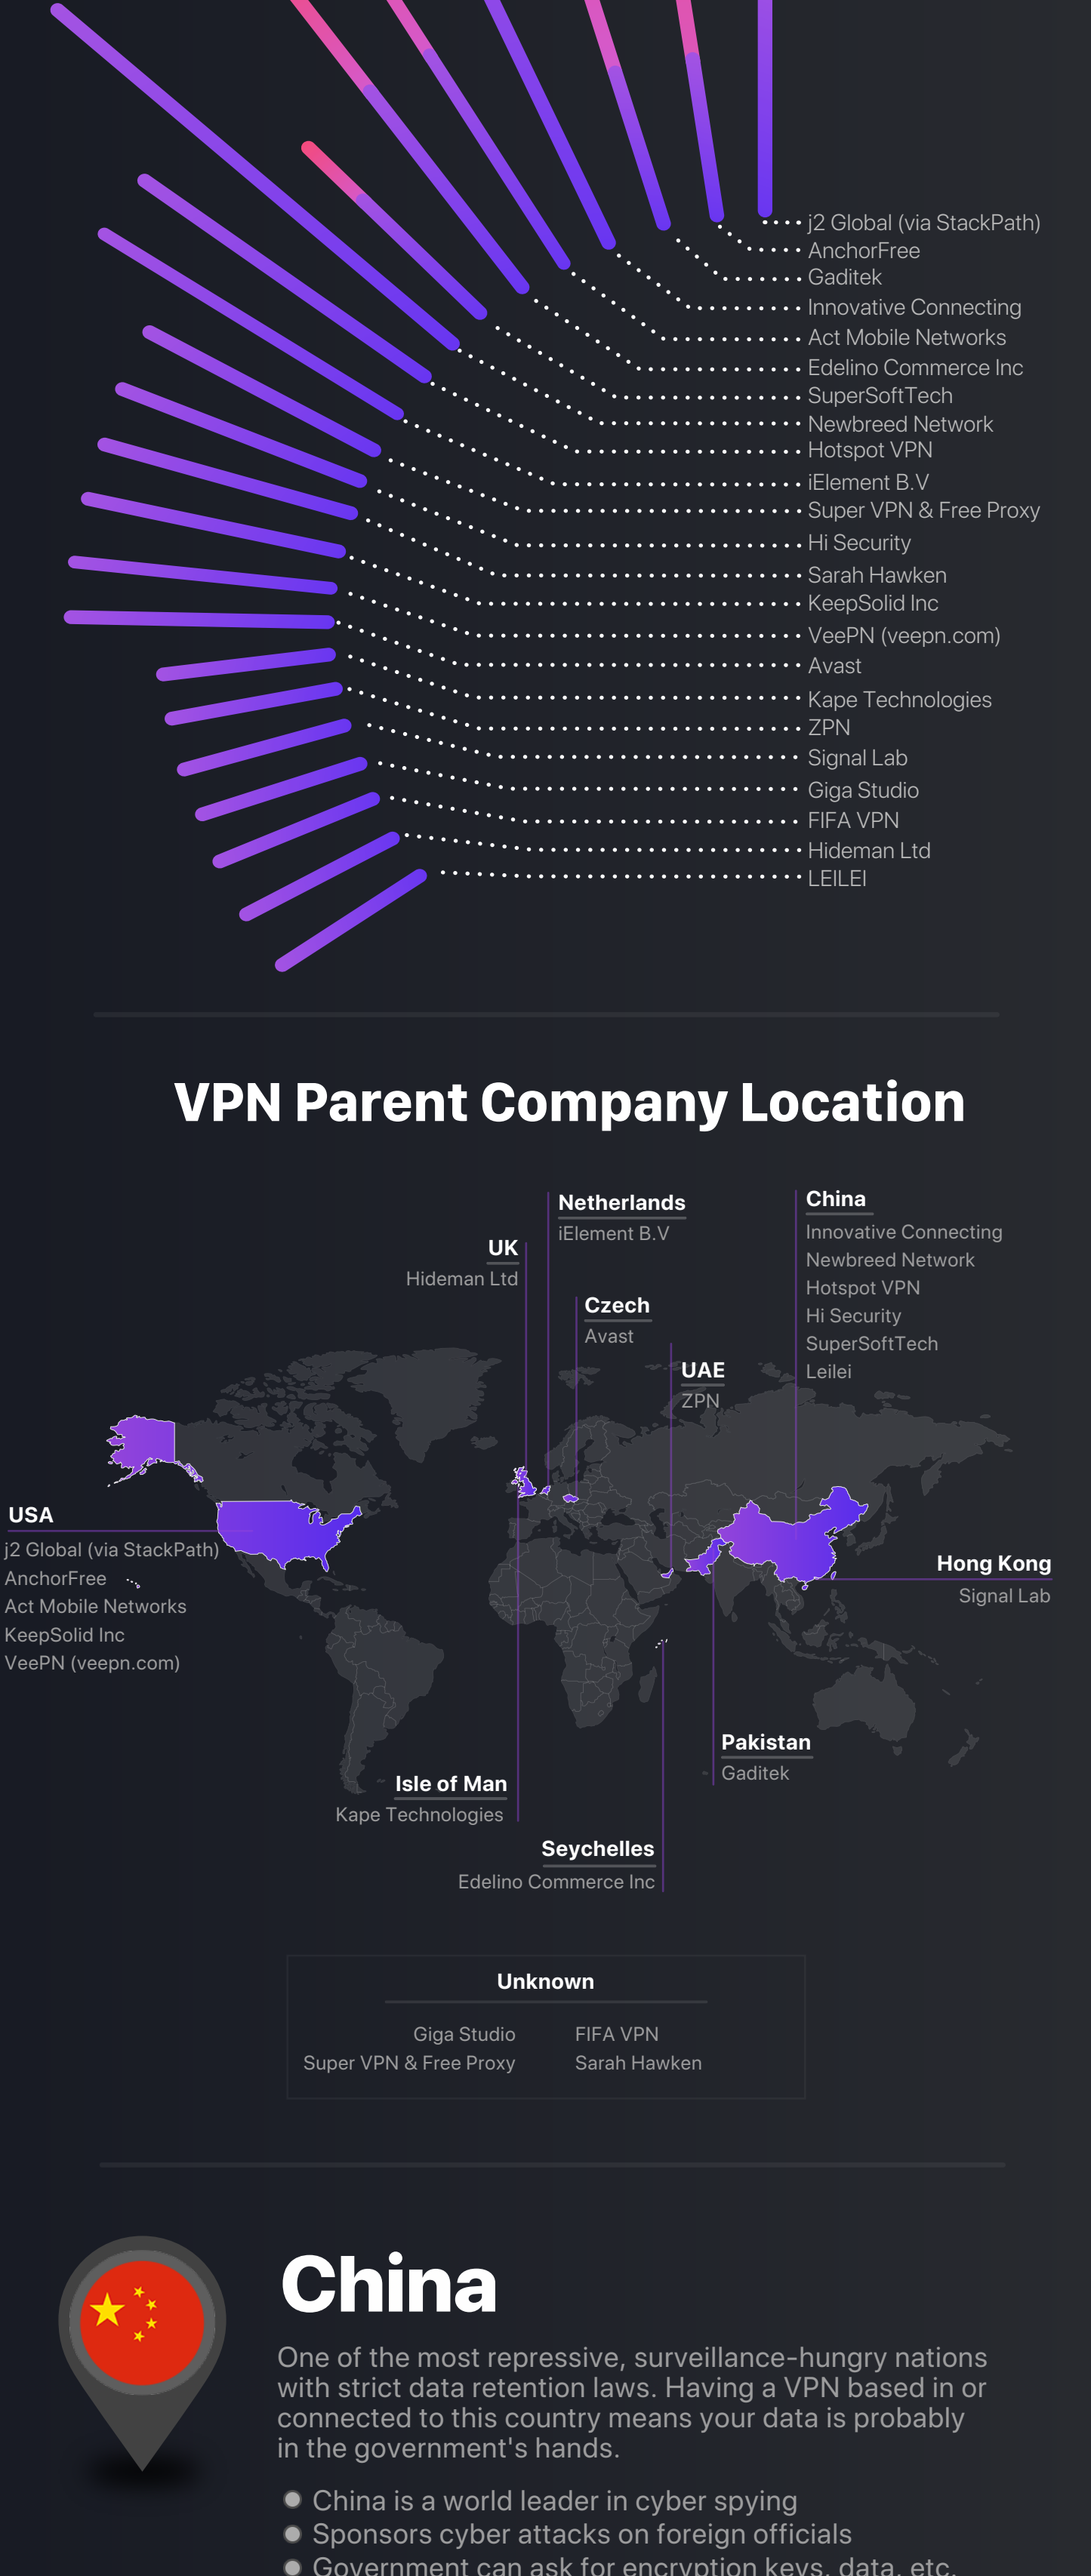 j2 Global (via StackPath)
AnchorFree
Gaditek
Innovative Connecting
Act Mobile Networks
Edelino Commerce Inc
SuperSoftTech
Newbreed Network
Hotspot VPN
iElement B.V
Super VPN & Free Proxy
Hi Security
Sarah Hawken
KeepSolid Inc
VeePN (veepn.com)
Avast
Kape Technologies
ZPN
Signal Lab
Giga Studio
FIFA VPN
Hideman Ltd
LEILEI
VPN Parent Company Location
Netherlands
iElement B.V
China
Innovative Connecting
Newbreed Network
Hotspot VPN
Hi Security
SuperSoftTech
Leilei
UK
Hideman Ltd
Czech
Avast
UAE
ZPN
USA
j2 Global (via StackPath)
AnchorFree
Act Mobile Networks
KeepSolid Inc
VeePN (veepn.com)
Hong Kong
Signal Lab
Pakistan
Gaditek
Isle of Man
Kape Technologies
Seychelles
Edelino Commerce Inc
Unknown
Giga Studio FIFA VPN
Super VPN & Free Proxy Sarah Hawken
China
One of the most repressive, surveillance-hungry nations
with strict data retention laws. Having a VPN based in or
connected to this country means your data is probably
in the government's hands.
China is a world leader in cyber spying
Sponsors cyber attacks on foreign officials
Government can ask for encryption keys, data, etc.